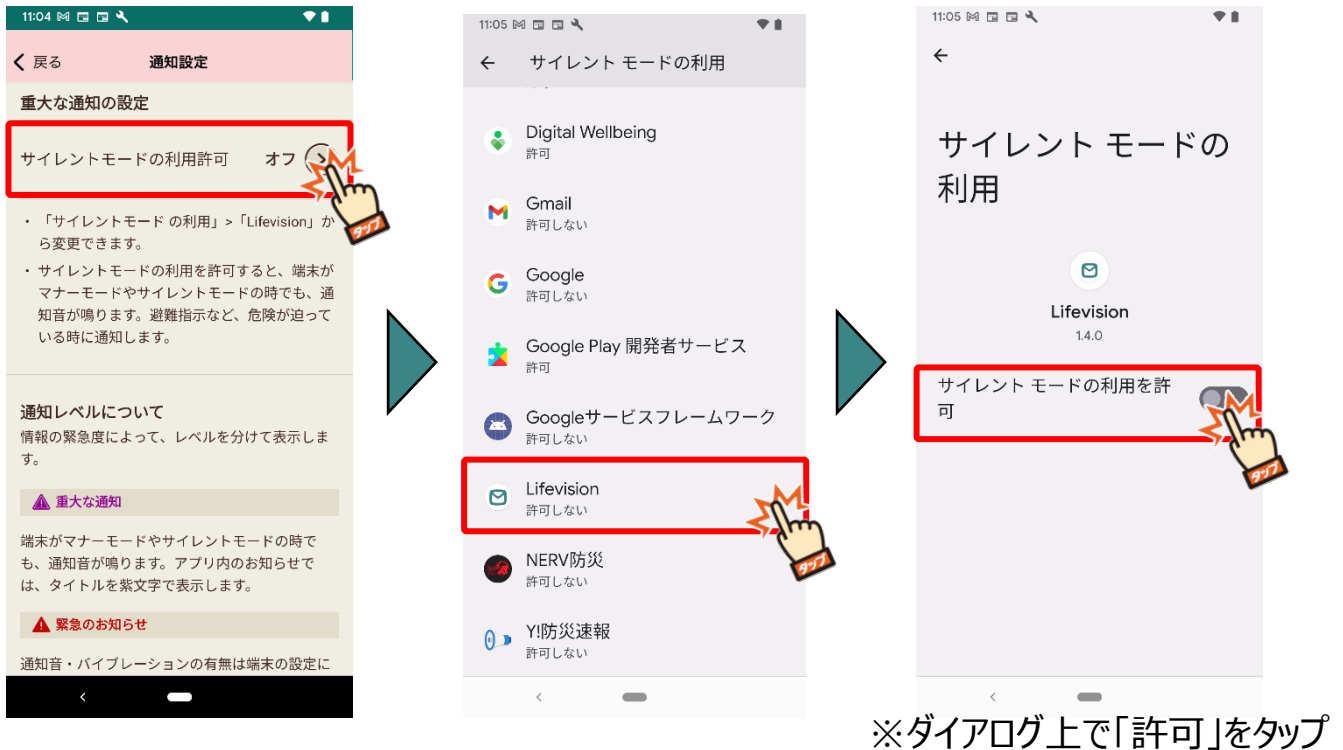 11:04
戻る
通知設定
重大な通知の設定
サイレントモードの利用許可 オフ
タップ
・「サイレントモード の利用」>「Lifevision」か
ら変更できます。
・サイレントモードの利用を許可すると、端末が
マナーモードやサイレントモードの時でも、通
知音が鳴ります。避難指示など、危険が迫って
いる時に通知します。
通知レベルについて
情報の緊急度によって、レベルを分けて表示しま
す。
重大な通知
端末がマナーモードやサイレントモードの時で
も、通知音が鳴ります。アプリ内のお知らせで
は、タイトルを紫文字で表示します。
緊急のお知らせ
通知音・バイブレーションの有無は端末の設定に
11:05
サイレント モードの利用
Digital Wellbeing
許可
Gmail
許可しない
Google
許可しない
Google Play 開発者サービス
許可
Googleサービスフレームワーク
許可しない
Lifevision
許可しない
タップ
NERV防災
許可しない
Y!防災速報
許可しない
11:05
サイレント モードの
利用
Lifevision
1.4.0
サイレント モードの利用を許
可
タップ
※ダイアログ上で「許可」をタップ